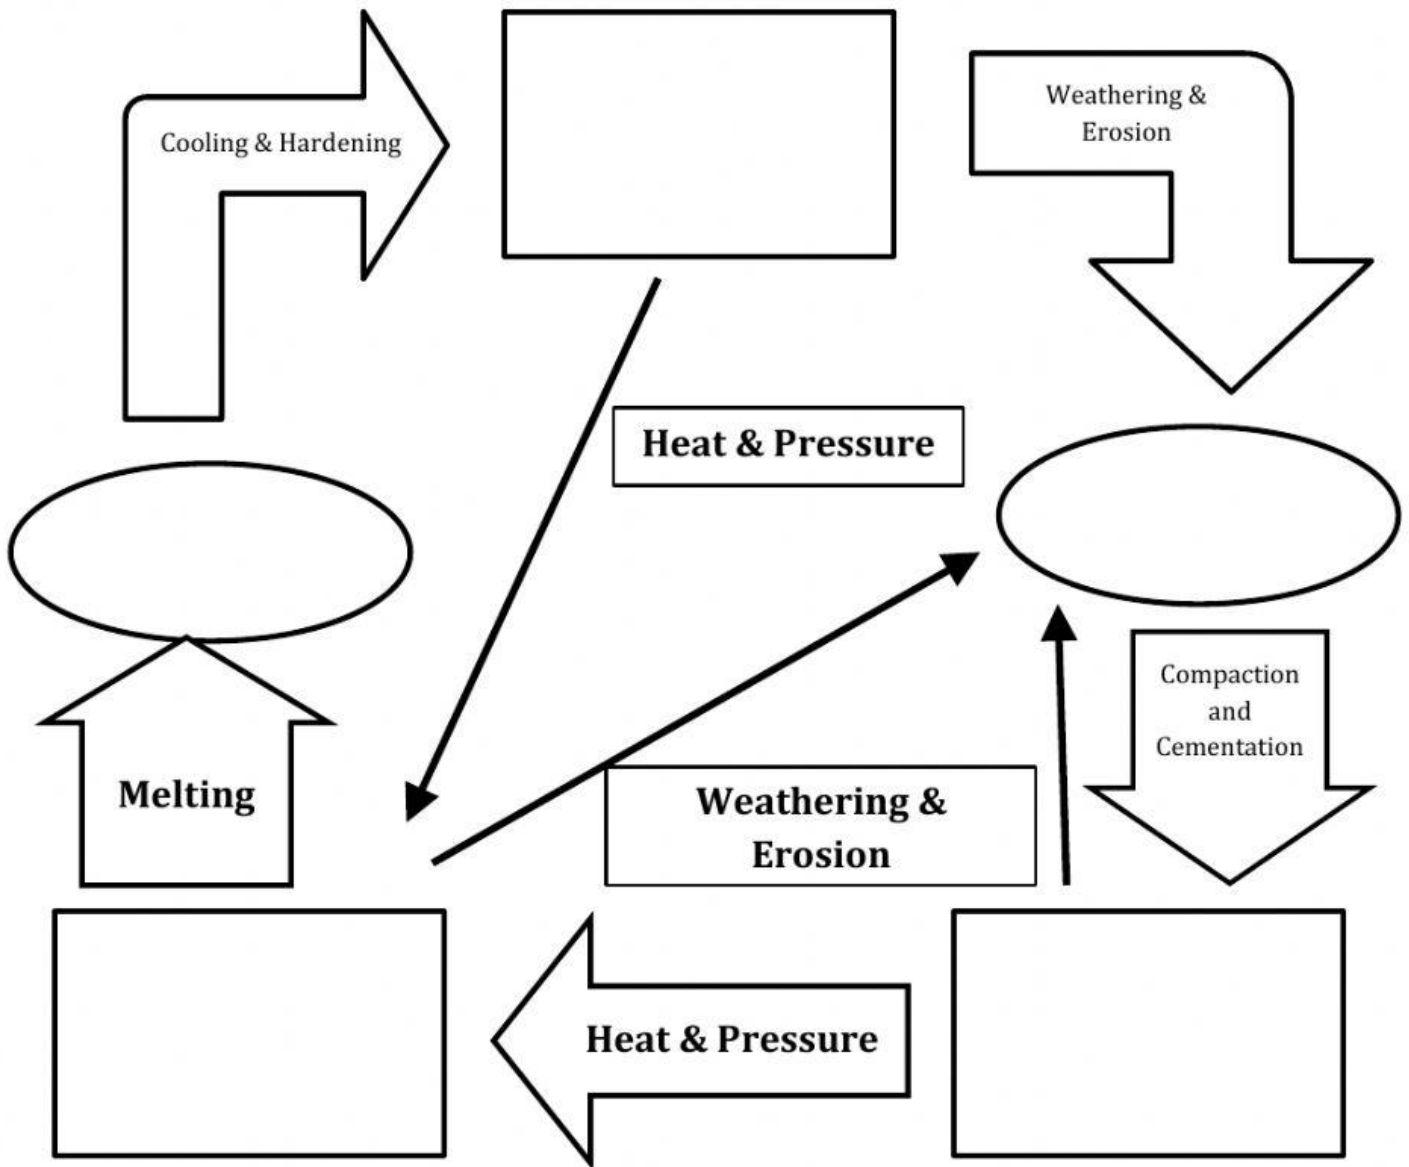 Cooling & Hardening
Weathering &
Erosion
Heat & Pressure
Compaction
and
Cementation
Melting
Weathering &
Erosion
Heat & Pressure